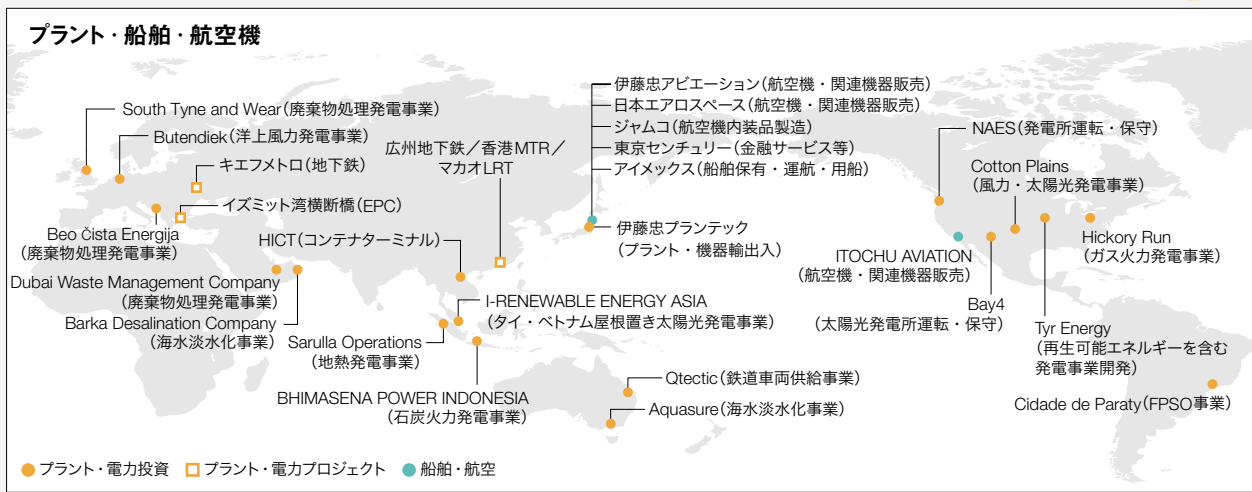 プラント・船舶・航空機
South Tyne and Wear(廃棄物処理発電事業)
Butendiek(洋上風力発電事業)
キエフメトロ(地下鉄)
イズミット湾横断橋(EPC)
Beo Čista Energija
(廃棄物処理発電事業)
HICT(コンテナターミナル)
Dubai Waste Management Company
(廃棄物処理発電事業)
Barka Desalination Company
(海水淡水化事業)
広州地下鉄/香港MTR/
マカオLRT
伊藤忠アビエーション(航空機・関連機器販売)
日本エアロスペース(航空機・関連機器販売)
ジャムコ(航空機内装品製造)
東京センチュリー(金融サービス等)
アイメックス(船舶保有・運航・用船)
伊藤忠プランテック
(プラント・機器輸出入)
I-RENEWABLE ENERGY ASIA
(タイ・ベトナム屋根置き太陽光発電事業)
Sarulla Operations
(地熱発電事業)
BHIMASENA POWER INDONESIA
(石炭火力発電事業)
Qtectic(鉄道車両供給事業)
Aquasure(海水淡水化事業)
NAES(発電所運転・保守)
Cotton Plains
(風力・太陽光発電事業)
Hickory Run
(ガス火力発電事業)
ITOCHU AVIATION
(航空機・関連機器販売)
Bay4
(太陽光発電所運転・保守)
Tyr Energy
(再生可能エネルギーを含む
発電事業開発)
Cidade de Paraty(FPSO事業)
プラント・電力投資
プラント・電力プロジェクト
船舶・航空